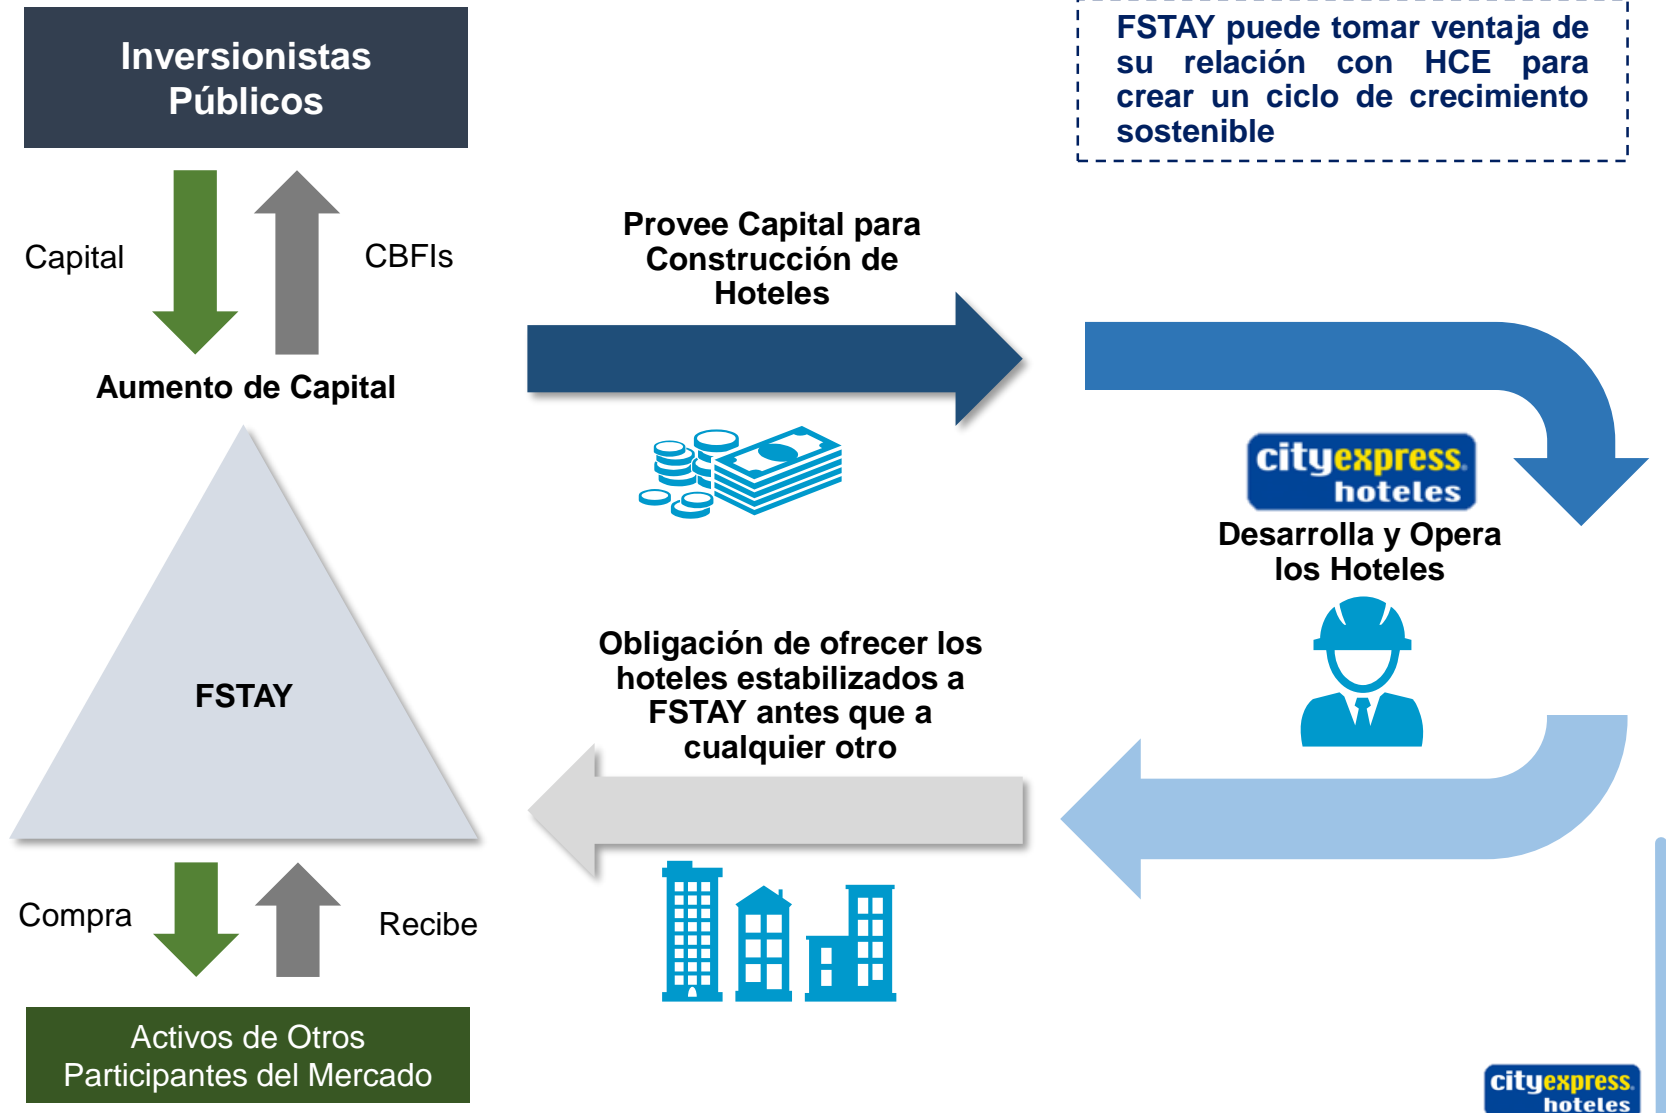 Inversionistas
Públicos
FSTAY puede tomar ventaja de
su relación con HCE para
crear un ciclo de crecimiento
sostenible
Capital
CBFIs
Provee Capital para
Construcción de
Hoteles
Aumento de Capital
cityexpress.
hoteles
Desarrolla y Opera
los Hoteles
Obligación de ofrecer los
hoteles estabilizados a
FSTAY antes que a
cualquier otro
FSTAY
Compra
Recibe
Activos de Otros
Participantes del Mercado
cityexpress.
hoteles